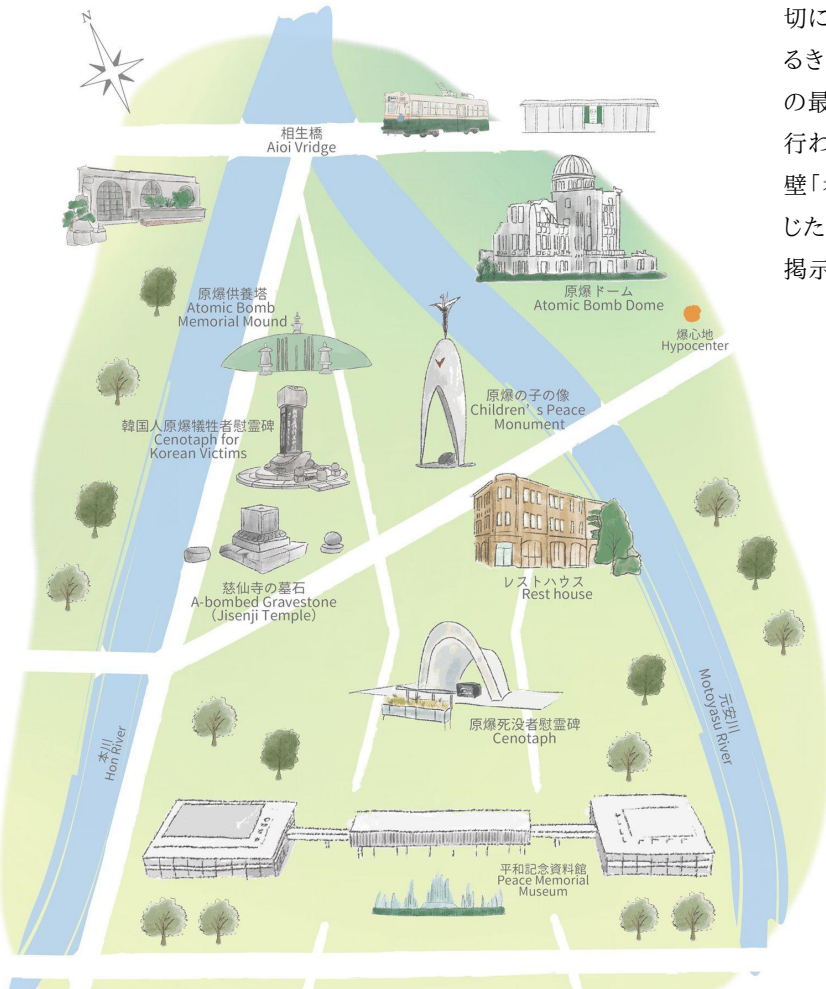 N
切に
るき
の最
行わ
壁「
じた
掲示
相生橋
Aioi Vridge
原爆供養塔
Atomic Bomb
Memorial Mound
原爆ドーム
Atomic Bomb Dome
爆心地
Hypocenter
原爆の子の像
Children’s Peace
Monument
韓国人原爆犠牲者慰霊碑
Cenotaph for
Korean Victims
慈仙寺の墓石
A-bombed Gravestone
(Jisenji Temple)
レストハウス
Rest house
原爆死没者慰霊碑
Cenotaph
元安川
Motoyasu River
本川
Hon River
平和記念資料館
Peace Memorial
Museum